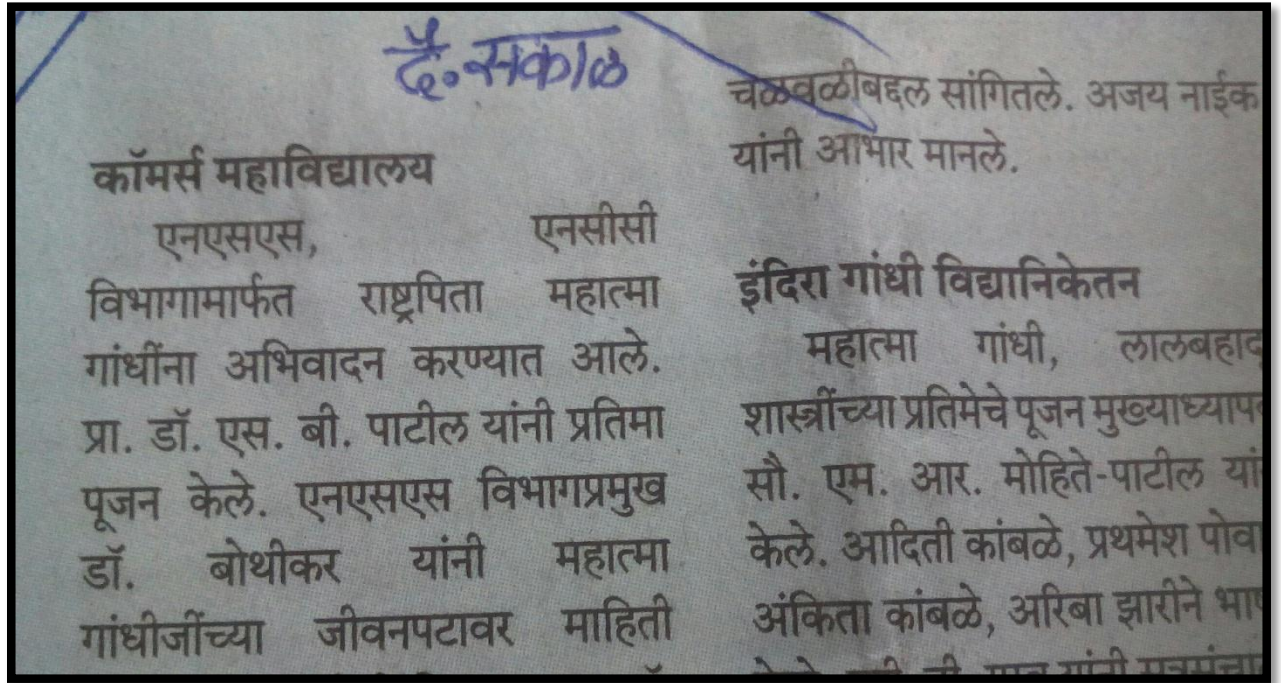 दै. सकाळ
कॉमर्स महाविद्यालय
एनएसएस, एनसीसी
विभागामार्फत राष्ट्रपिता महात्मा
गांधींना अभिवादन करण्यात आले.
प्रा. डॉ. एस. बी. पाटील यांनी प्रतिमा
पूजन केले. एनएसएस विभागप्रमुख
डॉ. बोथीकर यांनी महात्मा
गांधीजींच्या जीवनपटावर माहिती
चळवळीबद्दल सांगितले. अजय नाईक
यांनी आभार मानले.
इंदिरा गांधी विद्यानिकेतन
महात्मा गांधी,
शास्त्रींच्या प्रतिमेचे पूजन
सौ. एम. आर. मोहिते-पाटील
केले. आदिती कांबळे, प्रथमेश
अंकिता कांबळे, अरिबा झारीने